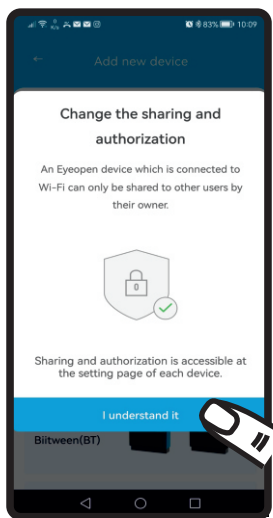 83% 10:09
Add new device
Change the sharing and
authorization
An Eyeopen device which is connected to
Wi-Fi can only be shared to other users by
their owner.
0
Sharing and authorization is accessible at
the setting page of each device.
I understand it
Biitween(BT)